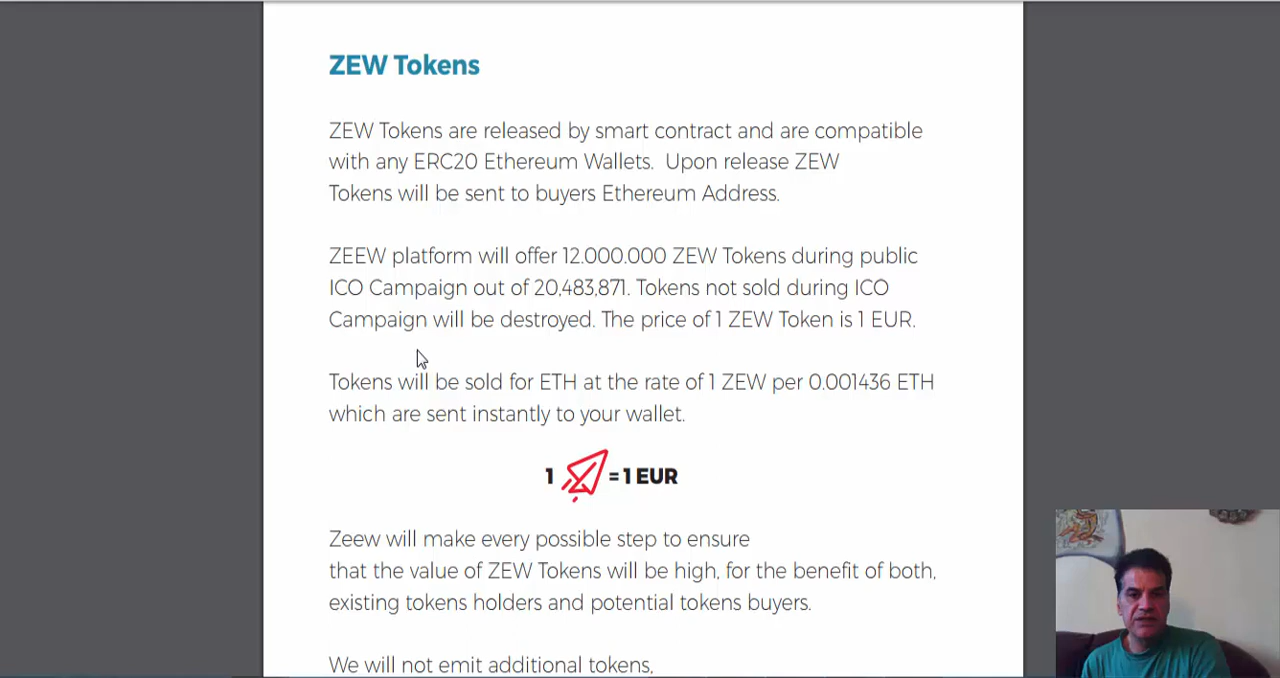 ZEW Tokens
ZEW Tokens are released by smart contract and are compatible
with any ERC20 Ethereum Wallets. Upon release ZEW
Tokens will be sent to buyers Ethereum Address.
ZEEW platform will offer 12.000.000 ZEW Tokens during public
ICO Campaign out of 20,483,871. Tokens not sold during ICO
Campaign will be destroyed. The price of 1 ZEW Token is 1 EUR.
Tokens will be sold for ETH at the rate of 1 ZEW per 0.001436 ETH
which are sent instantly to your wallet.
1 = 1 EUR
Zeew will make every possible step to ensure
that the value of ZEW Tokens will be high, for the benefit of both,
existing tokens holders and potential tokens buyers.
We will not emit additional tokens,